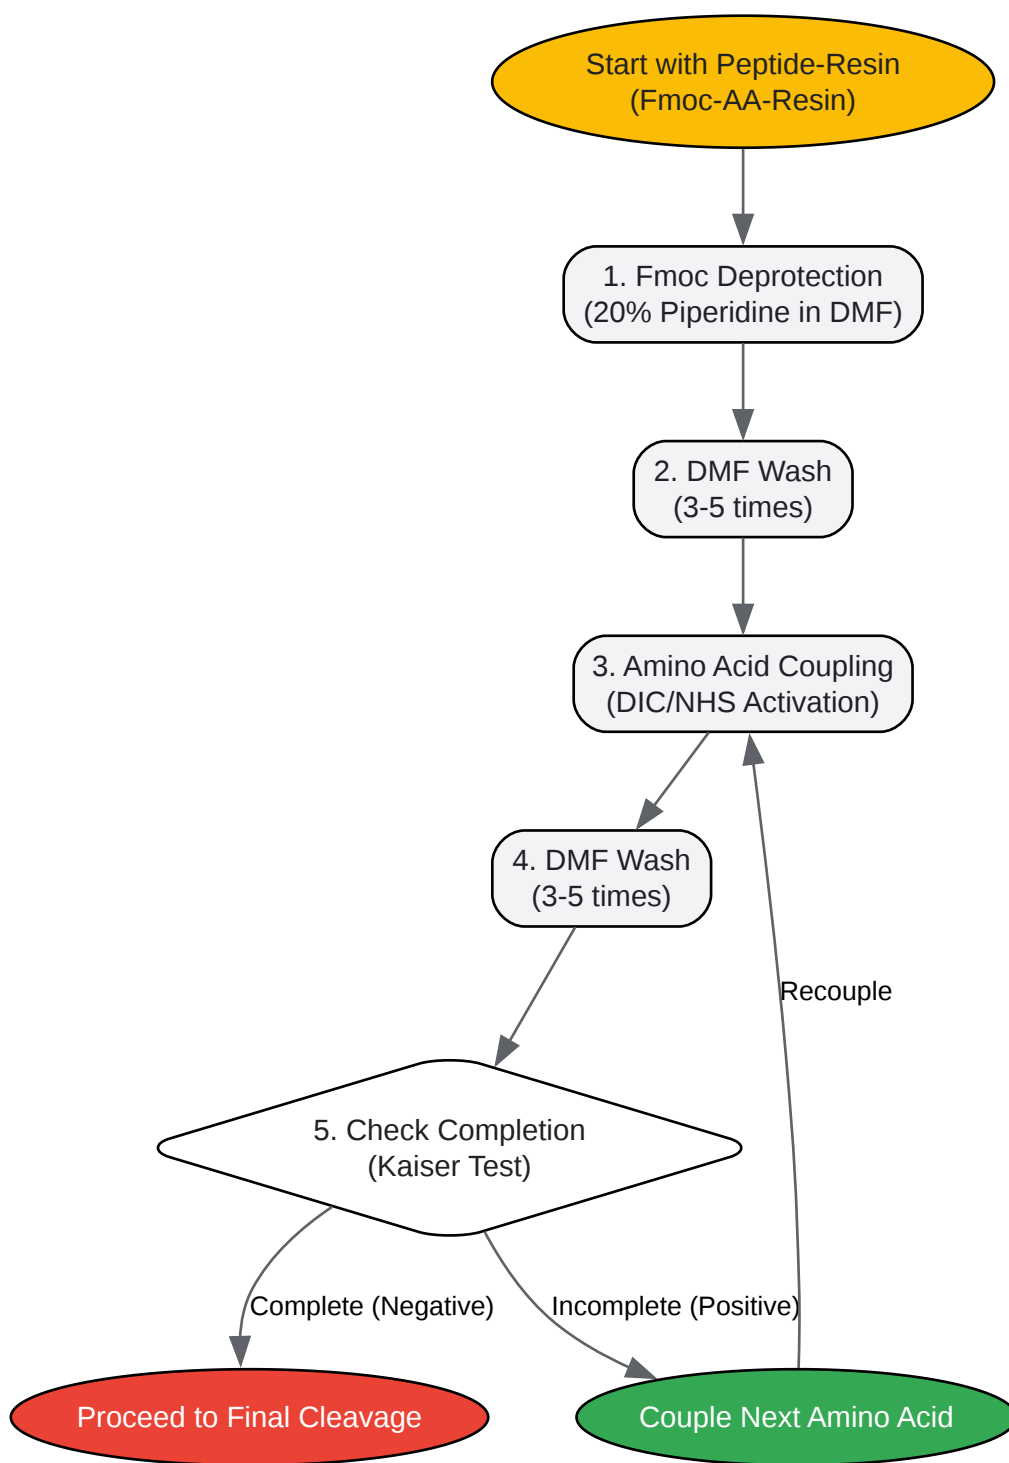 Start with Peptide-Resin
(Fmoc-AA-Resin)
1. Fmoc Deprotection
(20% Piperidine in DMF)
2. DMF Wash
(3-5 times)
3. Amino Acid Coupling
(DIC/NHS Activation)
4. DMF Wash
(3-5 times)
Recouple
5. Check Completion
(Kaiser Test)
Complete (Negative)
Incomplete (Positive)
Proceed to Final Cleavage
Couple Next Amino Acid